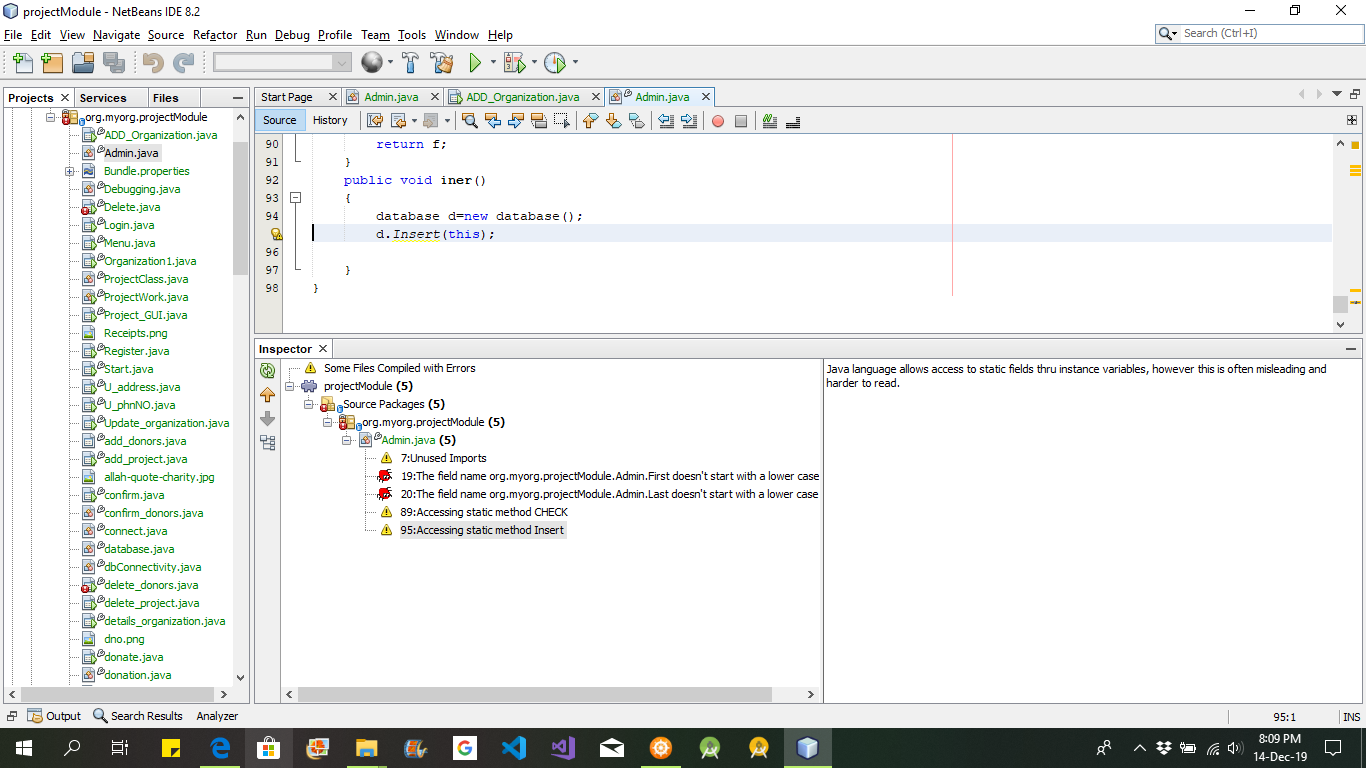 projectModule - NetBeans IDE 8.2
File Edit View Navigate Source Refactor Run Debug Profile Team Tools Window Help
Search (Ctrl+I)
Projects Services Files
org.myorg.projectModule
ADD_Organization.java
Admin.java
Bundle.properties
Debugging.java
Delete.java
Login.java
Menu.java
Organization1.java
ProjectClass.java
ProjectWork.java
Project_GUI.java
Receipts.png
Register.java
Start.java
U_address.java
U_phnNO.java
Update_organization.java
add_donors.java
add_project.java
allah-quote-charity.jpg
confirm.java
confirm_donors.java
connect.java
database.java
dbConnectivity.java
delete_donors.java
delete_project.java
details_organization.java
dno.png
donate.java
donation.java
Start Page Admin.java ADD_Organization.java Admin.java
Source History
90 return f;
91 }
92 public void iner()
93 {
94 database d=new database();
d.Insert(this);
96
97 }
98 }
Inspector
Some Files Compiled with Errors
projectModule (5)
Source Packages (5)
org.myorg.projectModule (5)
Admin.java (5)
7:Unused Imports
19:The field name org.myorg.projectModule.Admin.First doesn't start with a lower case
20:The field name org.myorg.projectModule.Admin.Last doesn't start with a lower case
89:Accessing static method CHECK
95:Accessing static method Insert
Java language allows access to static fields thru instance variables, however this is often misleading and
harder to read.
Output Search Results Analyzer
95:1 INS
8:09 PM
14-Dec-19